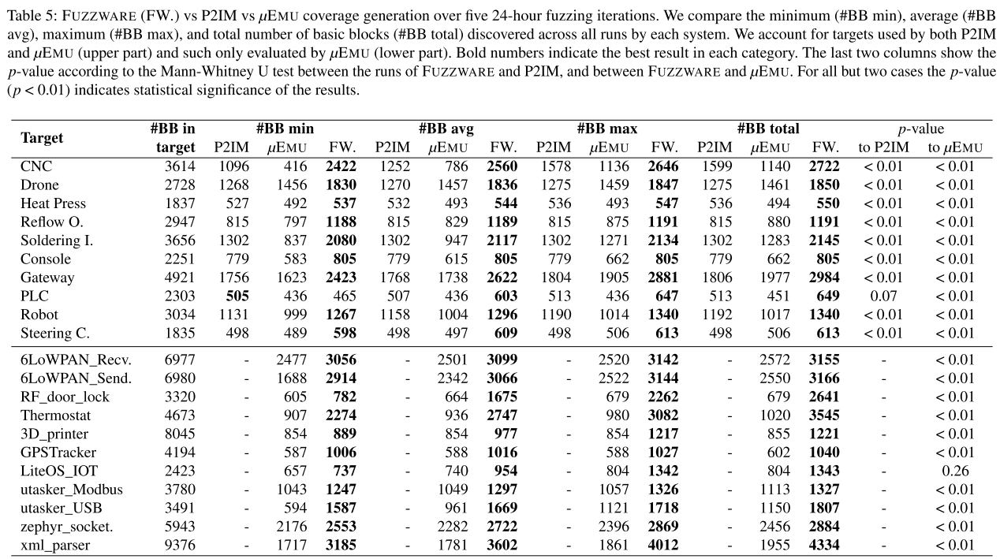 Table 5: FUZZWARE (FW.) vs P2IM vs μEMU coverage generation over five 24-hour fuzzing iterations. We compare the minimum (#BB min), average (#BB
avg), maximum (#BB max), and total number of basic blocks (#BB total) discovered across all runs by each system. We account for targets used by both P2IM
and μEMU (upper part) and such only evaluated by μEMU (lower part). Bold numbers indicate the best result in each category. The last two columns show the
p-value according to the Mann-Whitney U test between the runs of FUZZWARE and P2IM, and between FUZZWARE and μEMU. For all but two cases the p-value
(p < 0.01) indicates statistical significance of the results.
Target #BB in #BB min #BB avg #BB max #BB total p-value
target P2IM μEMU FW. P2IM μEMU FW. P2IM μEMU FW. P2IM μEMU FW. to P2IM to μEMU
CNC 3614 1096 416 2422 1252 786 2560 1578 1136 2646 1599 1140 2722 < 0.01 < 0.01
Drone 2728 1268 1456 1830 1270 1457 1836 1275 1459 1847 1275 1461 1850 < 0.01 < 0.01
Heat Press 1837 527 492 537 532 493 544 536 493 547 536 494 550 < 0.01 < 0.01
Reflow O. 2947 815 797 1188 815 829 1189 815 875 1191 815 880 1191 < 0.01 < 0.01
Soldering I. 3656 1302 837 2080 1302 947 2117 1302 1271 2134 1302 1283 2145 < 0.01 < 0.01
Console 2251 779 583 805 779 615 805 779 662 805 779 662 805 < 0.01 < 0.01
Gateway 4921 1756 1623 2423 1768 1738 2622 1804 1905 2881 1806 1977 2984 < 0.01 < 0.01
PLC 2303 505 436 465 507 436 603 513 436 647 513 451 649 0.07 < 0.01
Robot 3034 1131 999 1267 1158 1004 1296 1190 1014 1340 1192 1017 1340 < 0.01 < 0.01
Steering C. 1835 498 489 598 498 497 609 498 506 613 498 506 613 < 0.01 < 0.01
6LoWPAN_Recv. 6977 - 2477 3056 - 2501 3099 - 2520 3142 - 2572 3155 - < 0.01
6LoWPAN_Send. 6980 - 1688 2914 - 2342 3066 - 2522 3144 - 2550 3166 - < 0.01
RF_door_lock 3320 - 605 782 - 664 1675 - 679 2262 - 679 2641 - < 0.01
Thermostat 4673 - 907 2274 - 936 2747 - 980 3082 - 1020 3545 - < 0.01
3D_printer 8045 - 854 889 - 854 977 - 854 1217 - 855 1221 - < 0.01
GPSTracker 4194 - 587 1006 - 588 1016 - 588 1027 - 602 1040 - < 0.01
LiteOS_IOT 2423 - 657 737 - 740 954 - 804 1342 - 804 1343 - 0.26
utasker_Modbus 3780 - 1043 1247 - 1049 1297 - 1057 1326 - 1113 1327 - < 0.01
utasker_USB 3491 - 594 1587 - 961 1669 - 1121 1718 - 1150 1807 - < 0.01
zephyr_socket. 5943 - 2176 2553 - 2282 2722 - 2396 2869 - 2456 2884 - < 0.01
xml_parser 9376 - 1717 3185 - 1781 3602 - 1861 4012 - 1955 4334 - < 0.01